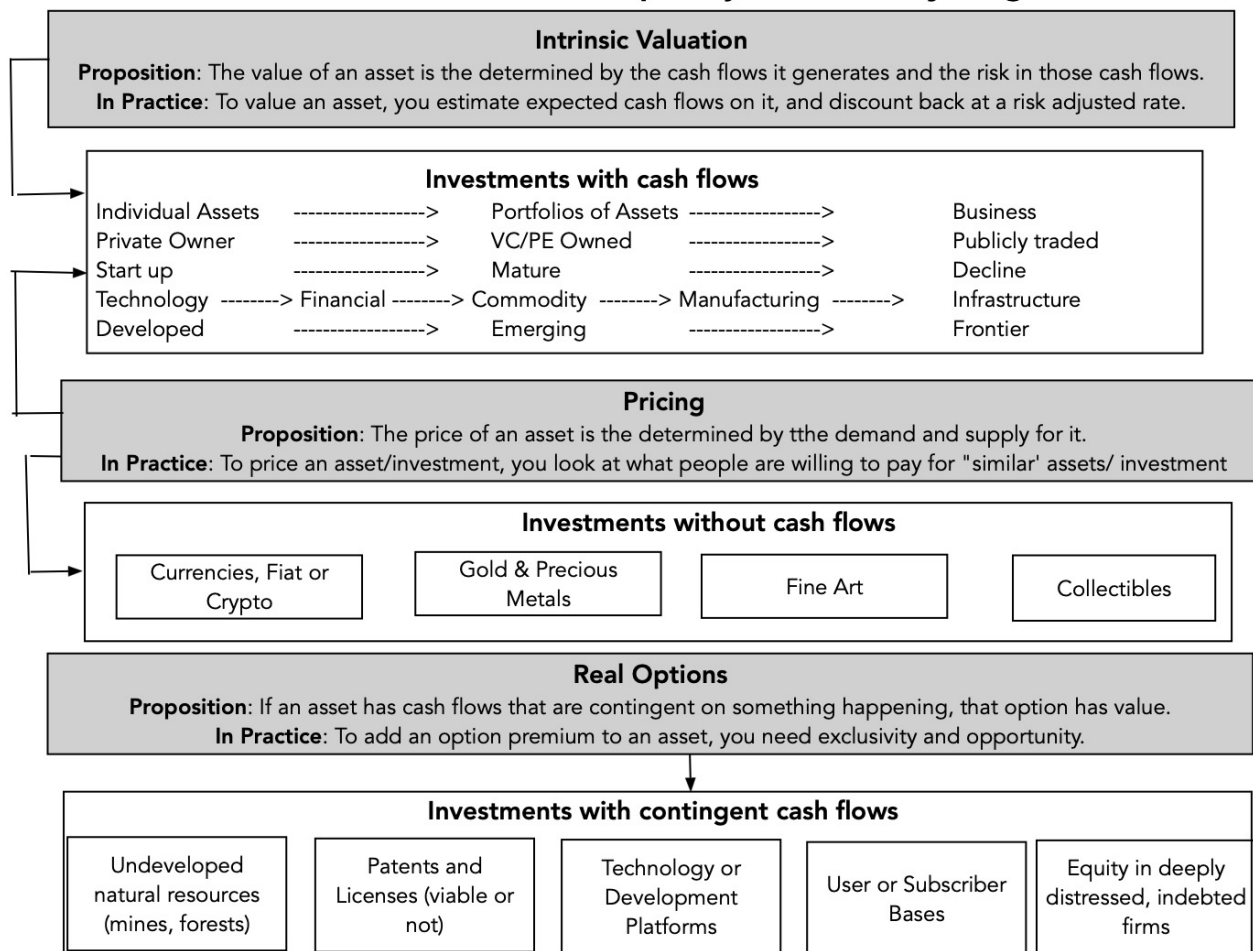 Intrinsic Valuation
Proposition: The value of an asset is the determined by the cash flows it generates and the risk in those cash flows.
In Practice: To value an asset, you estimate expected cash flows on it, and discount back at a risk adjusted rate.
Investments with cash flows
Individual Assets ------------------> Portfolios of Assets ------------------> Business
Private Owner ------------------> VC/PE Owned ------------------> Publicly traded
Start up ------------------> Mature ------------------> Decline
Technology --------> Financial --------> Commodity --------> Manufacturing --------> Infrastructure
Developed ------------------> Emerging ------------------> Frontier
Pricing
Proposition: The price of an asset is the determined by tthe demand and supply for it.
In Practice: To price an asset/investment, you look at what people are willing to pay for "similar' assets/ investment
Investments without cash flows
Currencies, Fiat or
Crypto
Gold & Precious
Metals
Fine Art
Collectibles
Real Options
Proposition: If an asset has cash flows that are contingent on something happening, that option has value.
In Practice: To add an option premium to an asset, you need exclusivity and opportunity.
Investments with contingent cash flows
Undeveloped
natural resources
(mines, forests)
Patents and
Licenses (viable or
not)
Technology or
Development
Platforms
User or Subscriber
Bases
Equity in deeply
distressed, indebted
firms